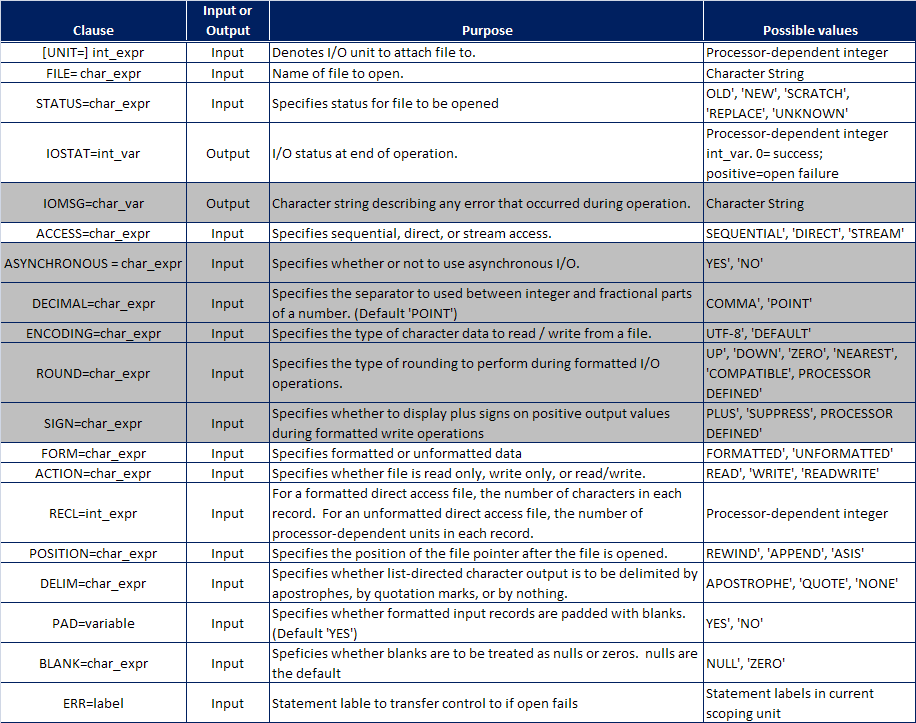 Clause
Input or
Output
Purpose
Possible values
[UNIT=] int_expr
Input
Denotes I/O unit to attach file to.
Processor-dependent integer
FILE= char_expr
Input
Name of file to open.
Character String
STATUS=char_expr
Input
Specifies status for file to be opened
OLD', 'NEW', 'SCRATCH',
'REPLACE', 'UNKNOWN'
IOSTAT=int_var
Output
I/O status at end of operation.
Processor-dependent integer
int_var. 0= success;
positive=open failure
IOMSG=char_var
Output
Character string describing any error that occurred during operation.
Character String
ACCESS=char_expr
Input
Specifies sequential, direct, or stream access.
SEQUENTIAL', 'DIRECT', 'STREAM'
ASYNCHRONOUS = char_expr
Input
Specifies whether or not to use asynchronous I/O.
YES', 'NO'
DECIMAL=char_expr
Input
Specifies the separator to used between integer and fractional parts
of a number. (Default 'POINT')
COMMA', 'POINT'
ENCODING=char_expr
Input
Specifies the type of character data to read / write from a file.
UTF-8', 'DEFAULT'
ROUND=char_expr
Input
Specifies the type of rounding to perform during formatted I/O
operations.
UP', 'DOWN', 'ZERO', 'NEAREST',
'COMPATIBLE', PROCESSOR
DEFINED'
SIGN=char_expr
Input
Specifies whether to display plus signs on positive output values
during formatted write operations
PLUS', 'SUPPRESS', PROCESSOR
DEFINED'
FORM=char_expr
Input
Specifies formatted or unformatted data
FORMATTED', 'UNFORMATTED'
ACTION=char_expr
Input
Specifies whether file is read only, write only, or read/write.
READ', 'WRITE', 'READWRITE'
RECL=int_expr
Input
For a formatted direct access file, the number of characters in each
record. For an unformatted direct access file, the number of
processor-dependent units in each record.
Processor-dependent integer
POSITION=char_expr
Input
Specifies the position of the file pointer after the file is opened.
REWIND', 'APPEND', 'ASIS'
DELIM=char_expr
Input
Specifies whether list-directed character output is to be delimited by
apostrophes, by quotation marks, or by nothing.
APOSTROPHE', 'QUOTE', 'NONE'
PAD=variable
Input
Specifies whether formatted input records are padded with blanks.
(Default 'YES')
YES', 'NO'
BLANK=char_expr
Input
Speficies whether blanks are to be treated as nulls or zeros. nulls are
the default
NULL', 'ZERO'
ERR=label
Input
Statement lable to transfer control to if open fails
Statement labels in current
scoping unit